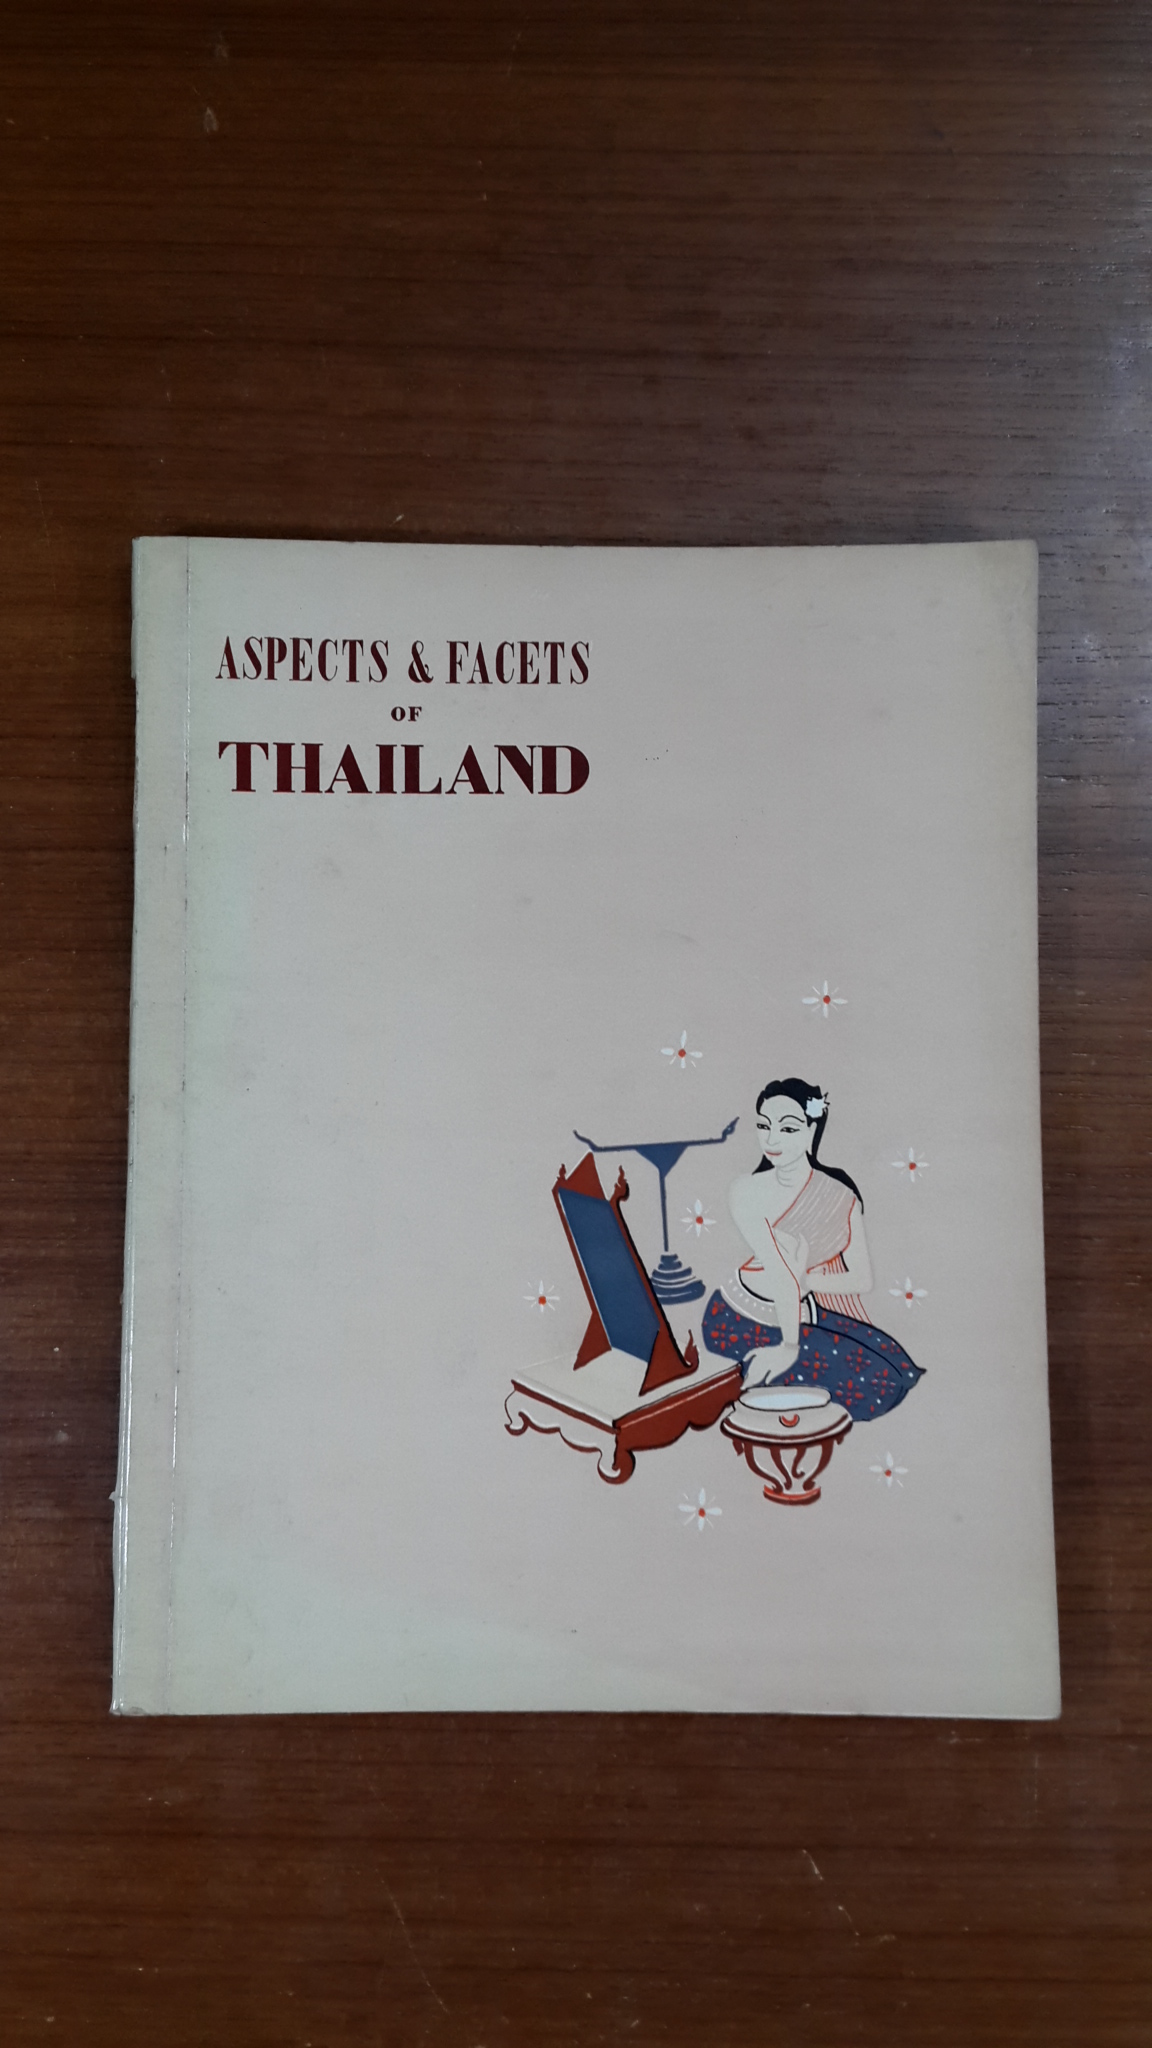 ASPECTS & FACETS
OF
THAILAND